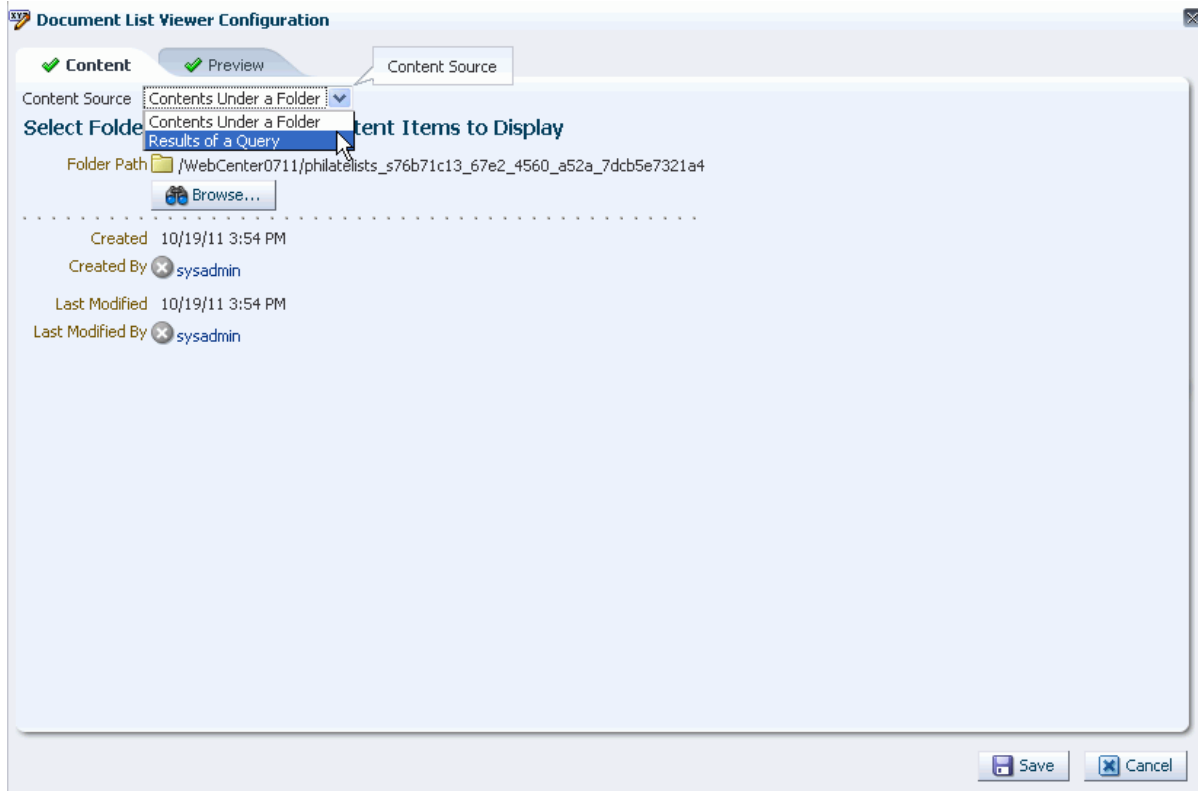 Document List Viewer Configuration
Content
Preview
Content Source
Content Source Contents Under a Folder
Contents Under a Folder
Results of a Query
Select Folde tent Items to Display
Folder Path /WebCenter0711/philatelists_s76b71c13_67e2_4560_a52a_7dcb5e7321a4
Browse...
Created 10/19/11 3:54 PM
Created By sysadmin
Last Modified 10/19/11 3:54 PM
Last Modified By sysadmin
Save
Cancel